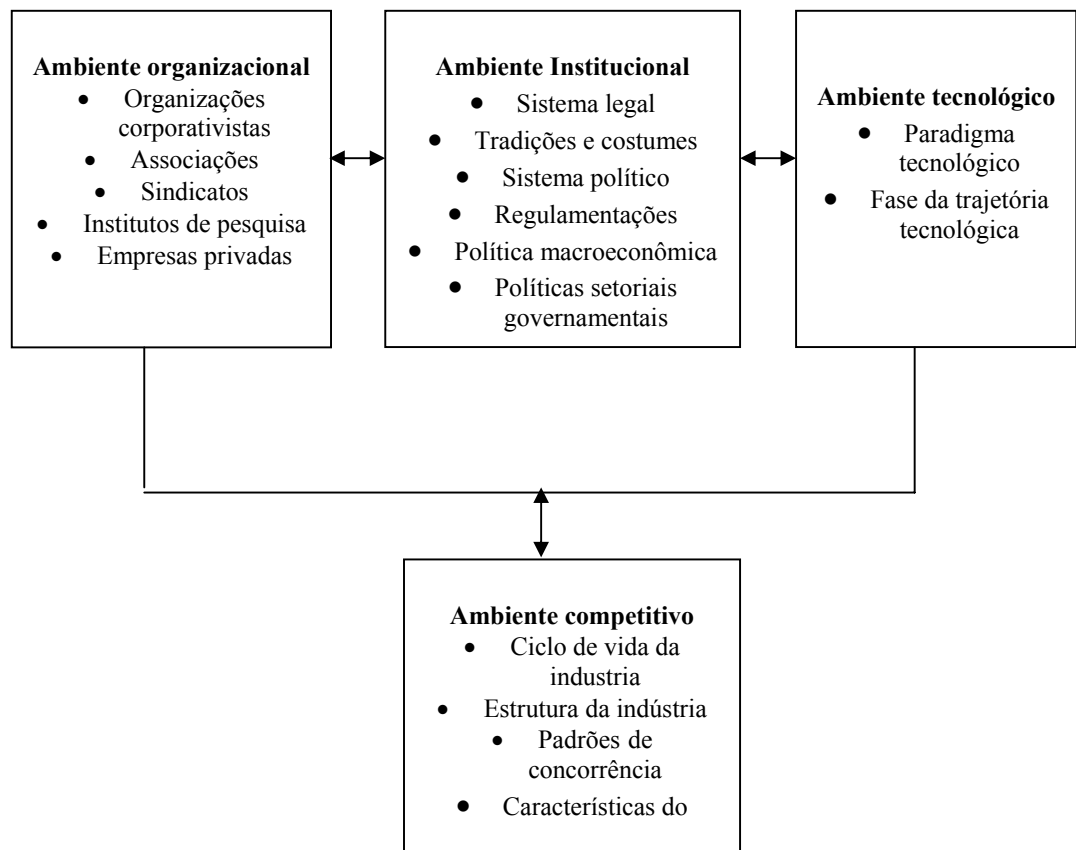 Ambiente organizacional
• Organizações
corporativistas
• Associações
• Sindicatos
• Institutos de pesquisa
• Empresas privadas
Ambiente Institucional
• Sistema legal
• Tradições e costumes
• Sistema político
• Regulamentações
• Política macroeconômica
• Políticas setoriais
governamentais
Ambiente tecnológico
• Paradigma
tecnológico
• Fase da trajetória
tecnológica
Ambiente competitivo
• Ciclo de vida da
industria
• Estrutura da indústria
• Padrões de
concorrência
• Características do